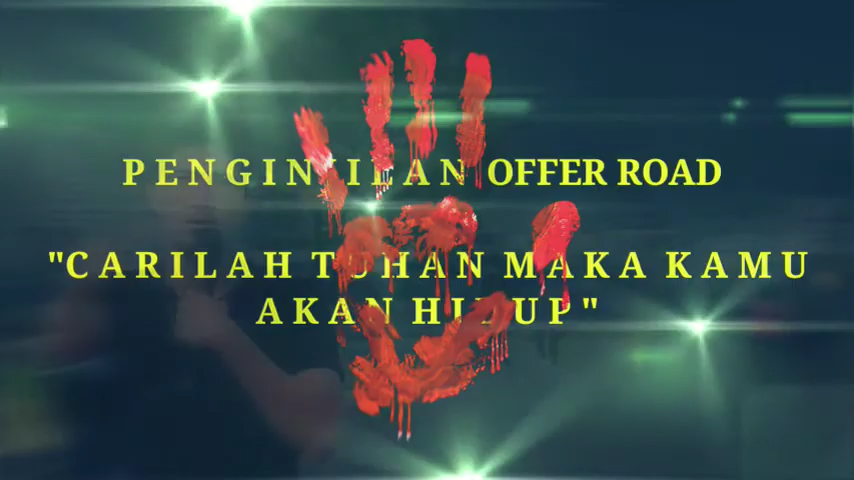 PENGINJILAN OFFER ROAD
"CARILAH TUHAN MAKA KAMU
AKAN HIDUP"